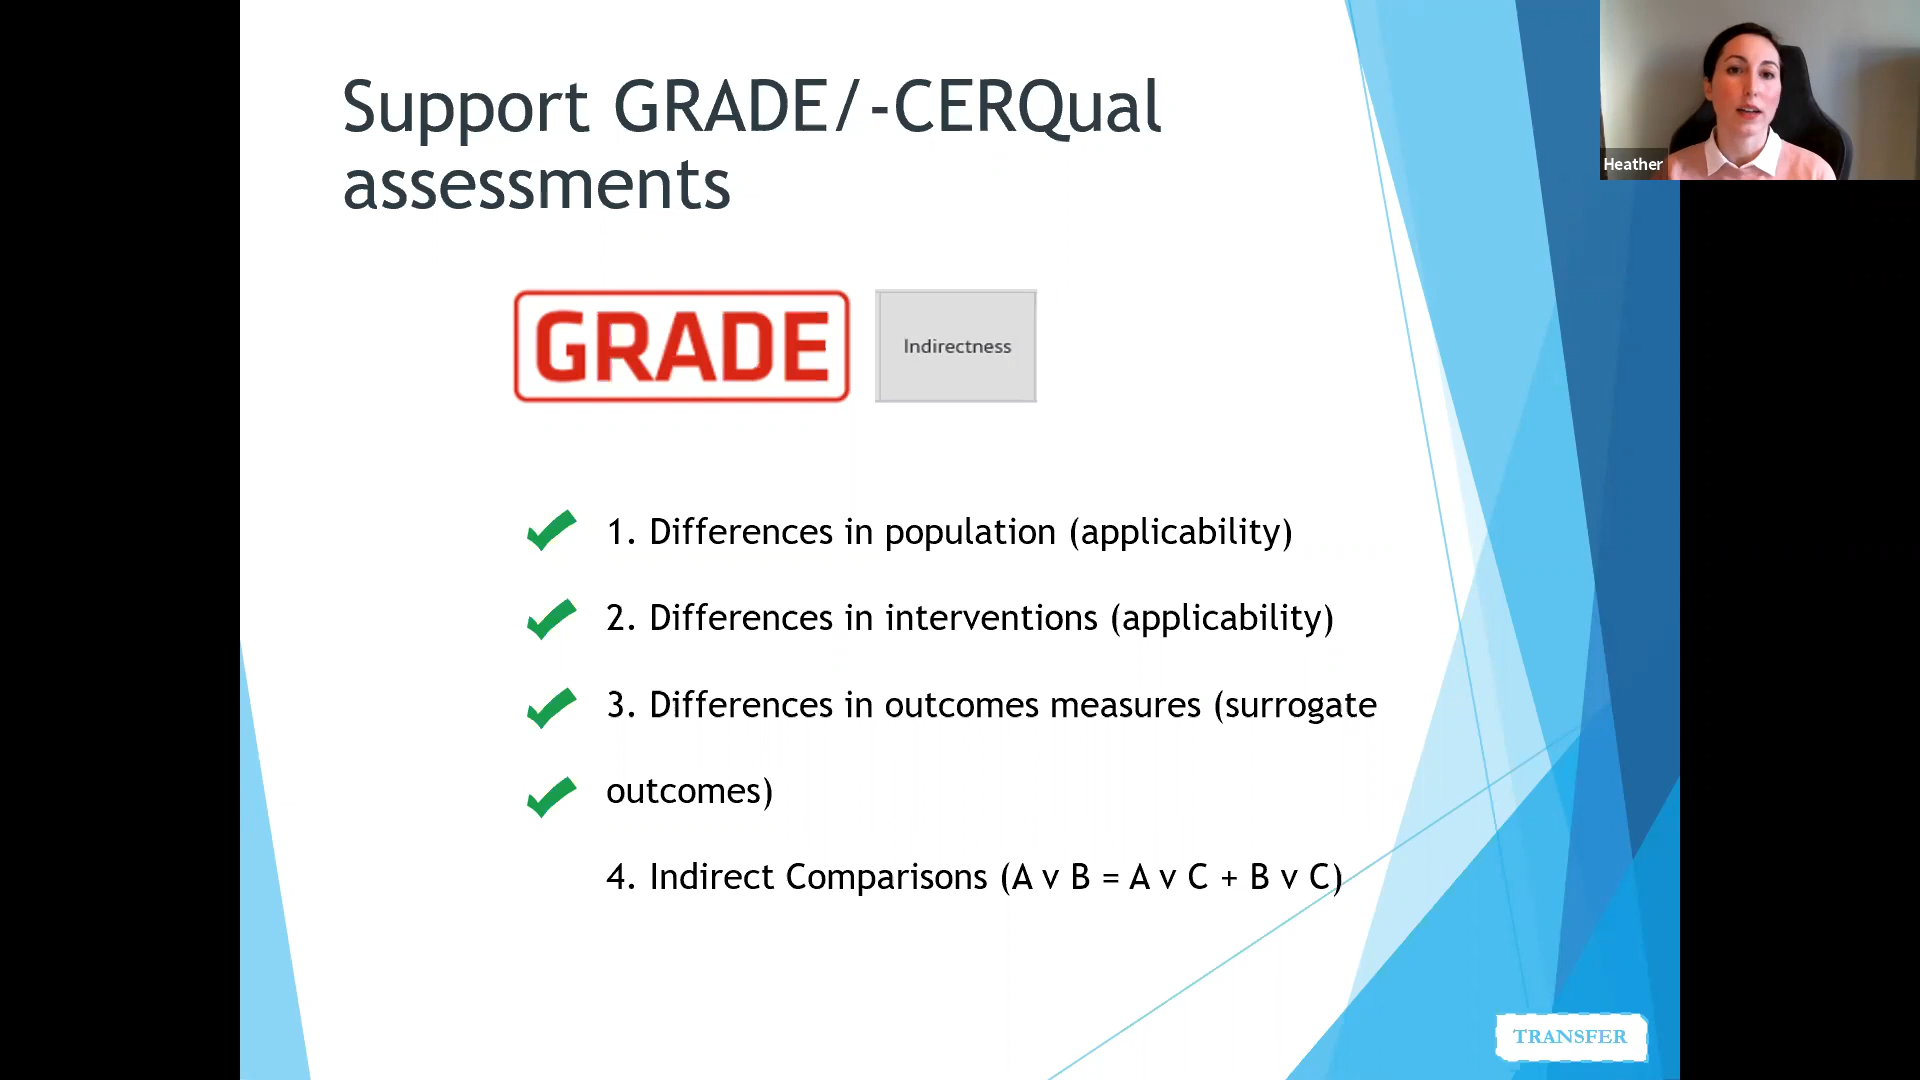 Support GRADE/-CERQual
assessments
Heather
GRADE
Indirectness
1. Differences in population (applicability)
2. Differences in interventions (applicability)
3. Differences in outcomes measures (surrogate
outcomes)
4. Indirect Comparisons (A v B = A v C + B v C)
TRANSFER